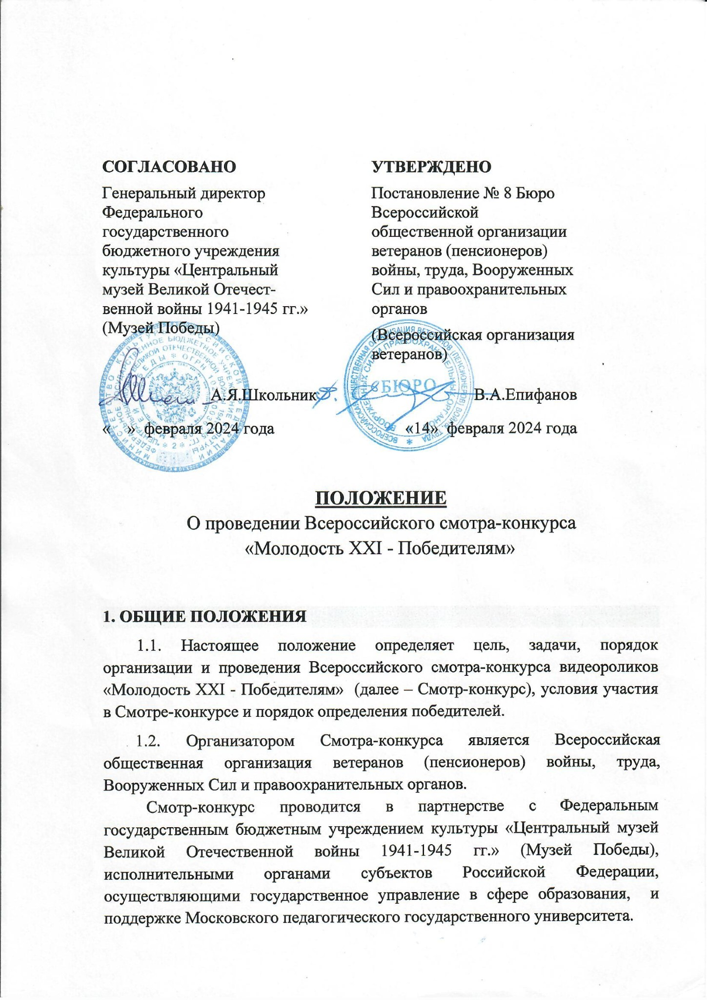 СОГЛАСОВАНО
Генеральный директор
Федерального
государственного
бюджетного учреждения
культуры «Центральный
музей Великой Отечест-
венной войны 1941-1945 гг.»
(Музей Победы)
А.Я.Школьник
« » февраля 2024 года
УТВЕРЖДЕНО
Постановление № 8 Бюро
Всероссийской
общественной организации
ветеранов (пенсионеров)
войны, труда, Вооруженных
Сил и правоохранительных
органов
(Всероссийская организация
ветеранов)
«БЮРО
В.А.Епифанов
«14» февраля 2024 года
ПОЛОЖЕНИЕ
О проведении Всероссийского смотра-конкурса
«Молодость XXI - Победителям»
1. ОБЩИЕ ПОЛОЖЕНИЯ
1.1. Настоящее положение определяет цель, задачи, порядок
организации и проведения Всероссийского смотра-конкурса видеороликов
«Молодость XXI - Победителям» (далее – Смотр-конкурс), условия участия
в Смотре-конкурсе и порядок определения победителей.
1.2. Организатором Смотра-конкурса является Всероссийская
общественная организация ветеранов (пенсионеров) войны, труда,
Вооруженных Сил и правоохранительных органов.
Смотр-конкурс проводится в партнерстве с Федеральным
государственным бюджетным учреждением культуры «Центральный музей
Великой Отечественной войны 1941-1945 гг.» (Музей Победы),
исполнительными органами субъектов Российской Федерации,
осуществляющими государственное управление в сфере образования, и
поддержке Московского педагогического государственного университета.